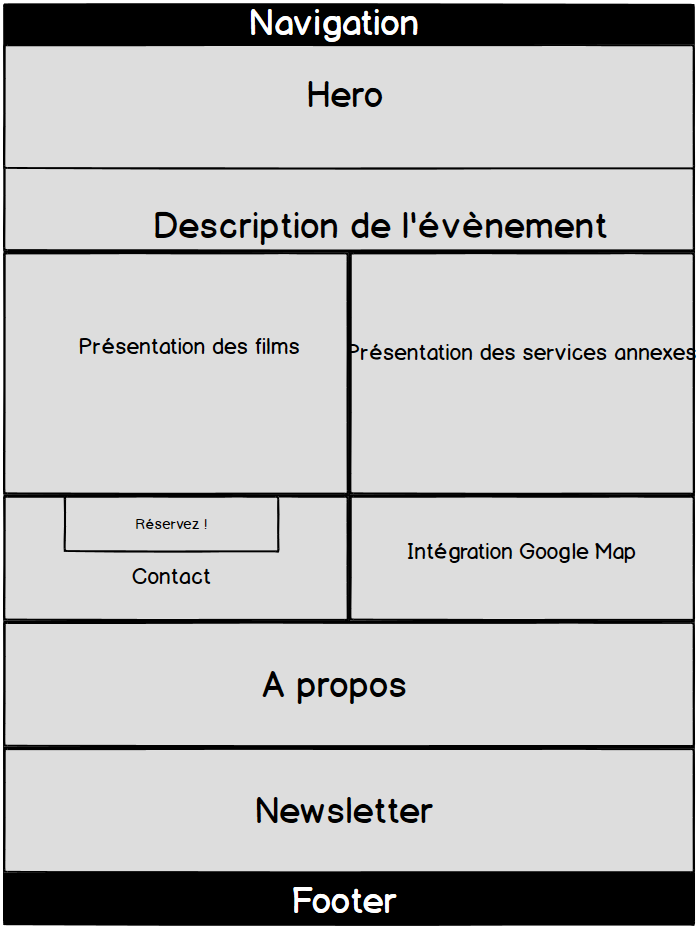 Navigation
Hero
Description de l'évènement
Présentation des films
Présentation des services annexes
Réservez !
Contact
Intégration Google Map
A propos
Newsletter
Footer